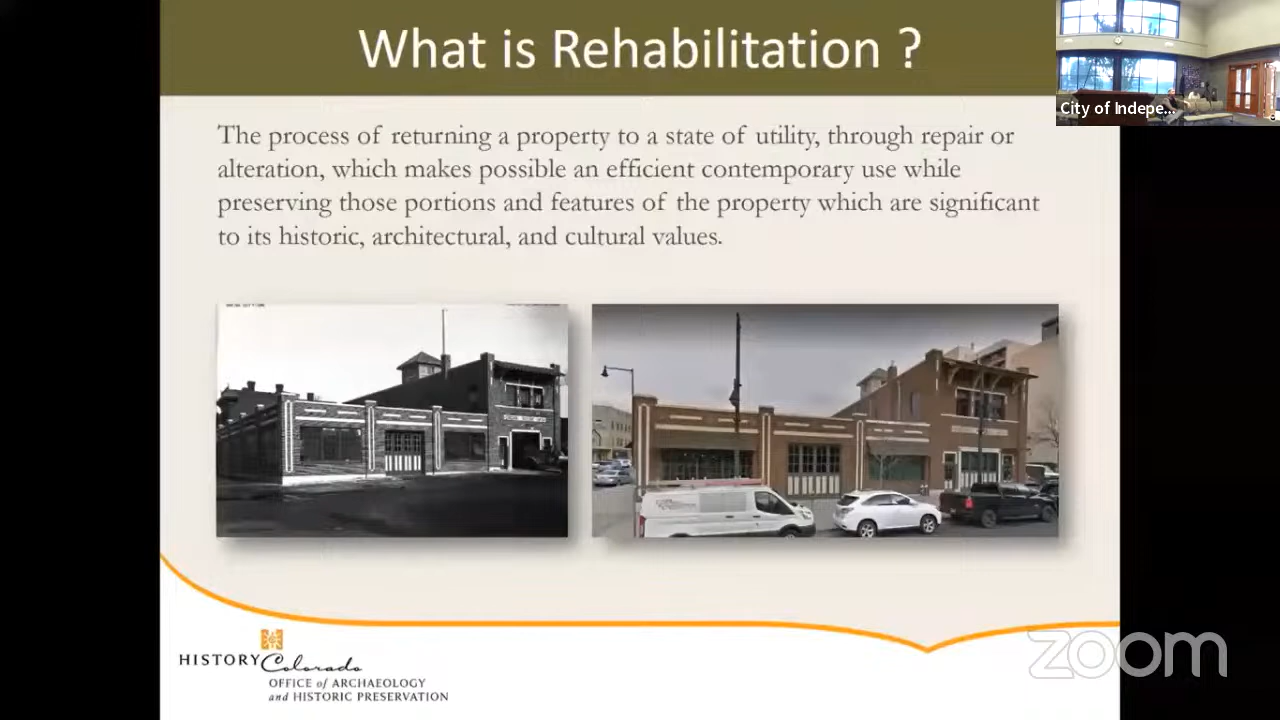 What is Rehabilitation ?
City of Indepe...
The process of returning a property to a state of utility, through repair or
alteration, which makes possible an efficient contemporary use while
preserving those portions and features of the property which are significant
to its historic, architectural, and cultural values.
HISTORY Colorado
OFFICE of ARCHAEOLOGY
and HISTORIC PRESERVATION
zoom